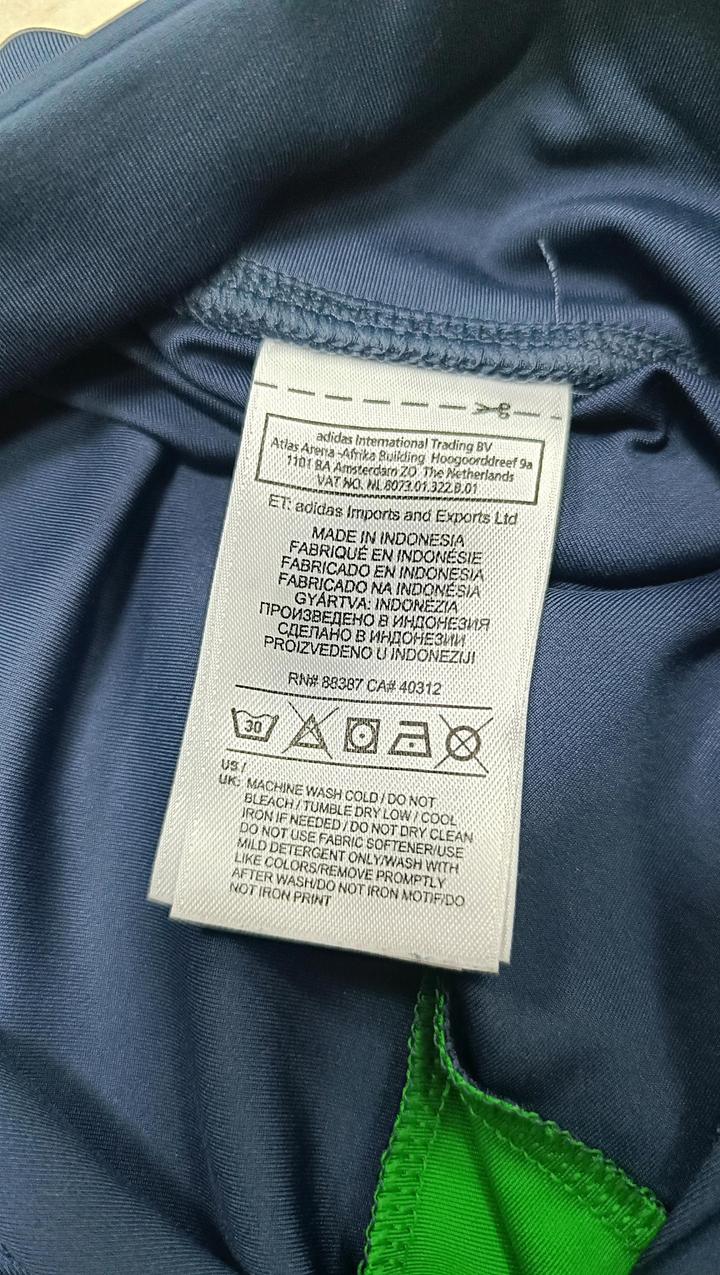 adidas International Trading BV
Atlas Arena -Afrika Building Hoogoorddreef 9a
1101 BA Amsterdam ZO The Netherlands
VAT NO. NL 8073.01.322.B.01
ET: adidas Imports and Exports Ltd
MADE IN INDONESIA
FABRIQUÉ EN INDONÉSIE
FABRICADO EN INDONESIA
FABRICADO NA INDONÉSIA
GYÁRTVA: INDONÉZIA
ПРОИЗВЕДЕНО В ИНДОНЕЗИЯ
СДЕЛАНО В ИНДОНЕЗИИ
PROIZVEDENO U INDONEZIJI
RN# 88387 CA# 40312
30
US /
UK: MACHINE WASH COLD / DO NOT
BLEACH / TUMBLE DRY LOW / COOL
IRON IF NEEDED / DO NOT DRY CLEAN
DO NOT USE FABRIC SOFTENER/USE
MILD DETERGENT ONLY/WASH WITH
LIKE COLORS/REMOVE PROMPTLY
AFTER WASH/DO NOT IRON MOTIF/DO
NOT IRON PRINT